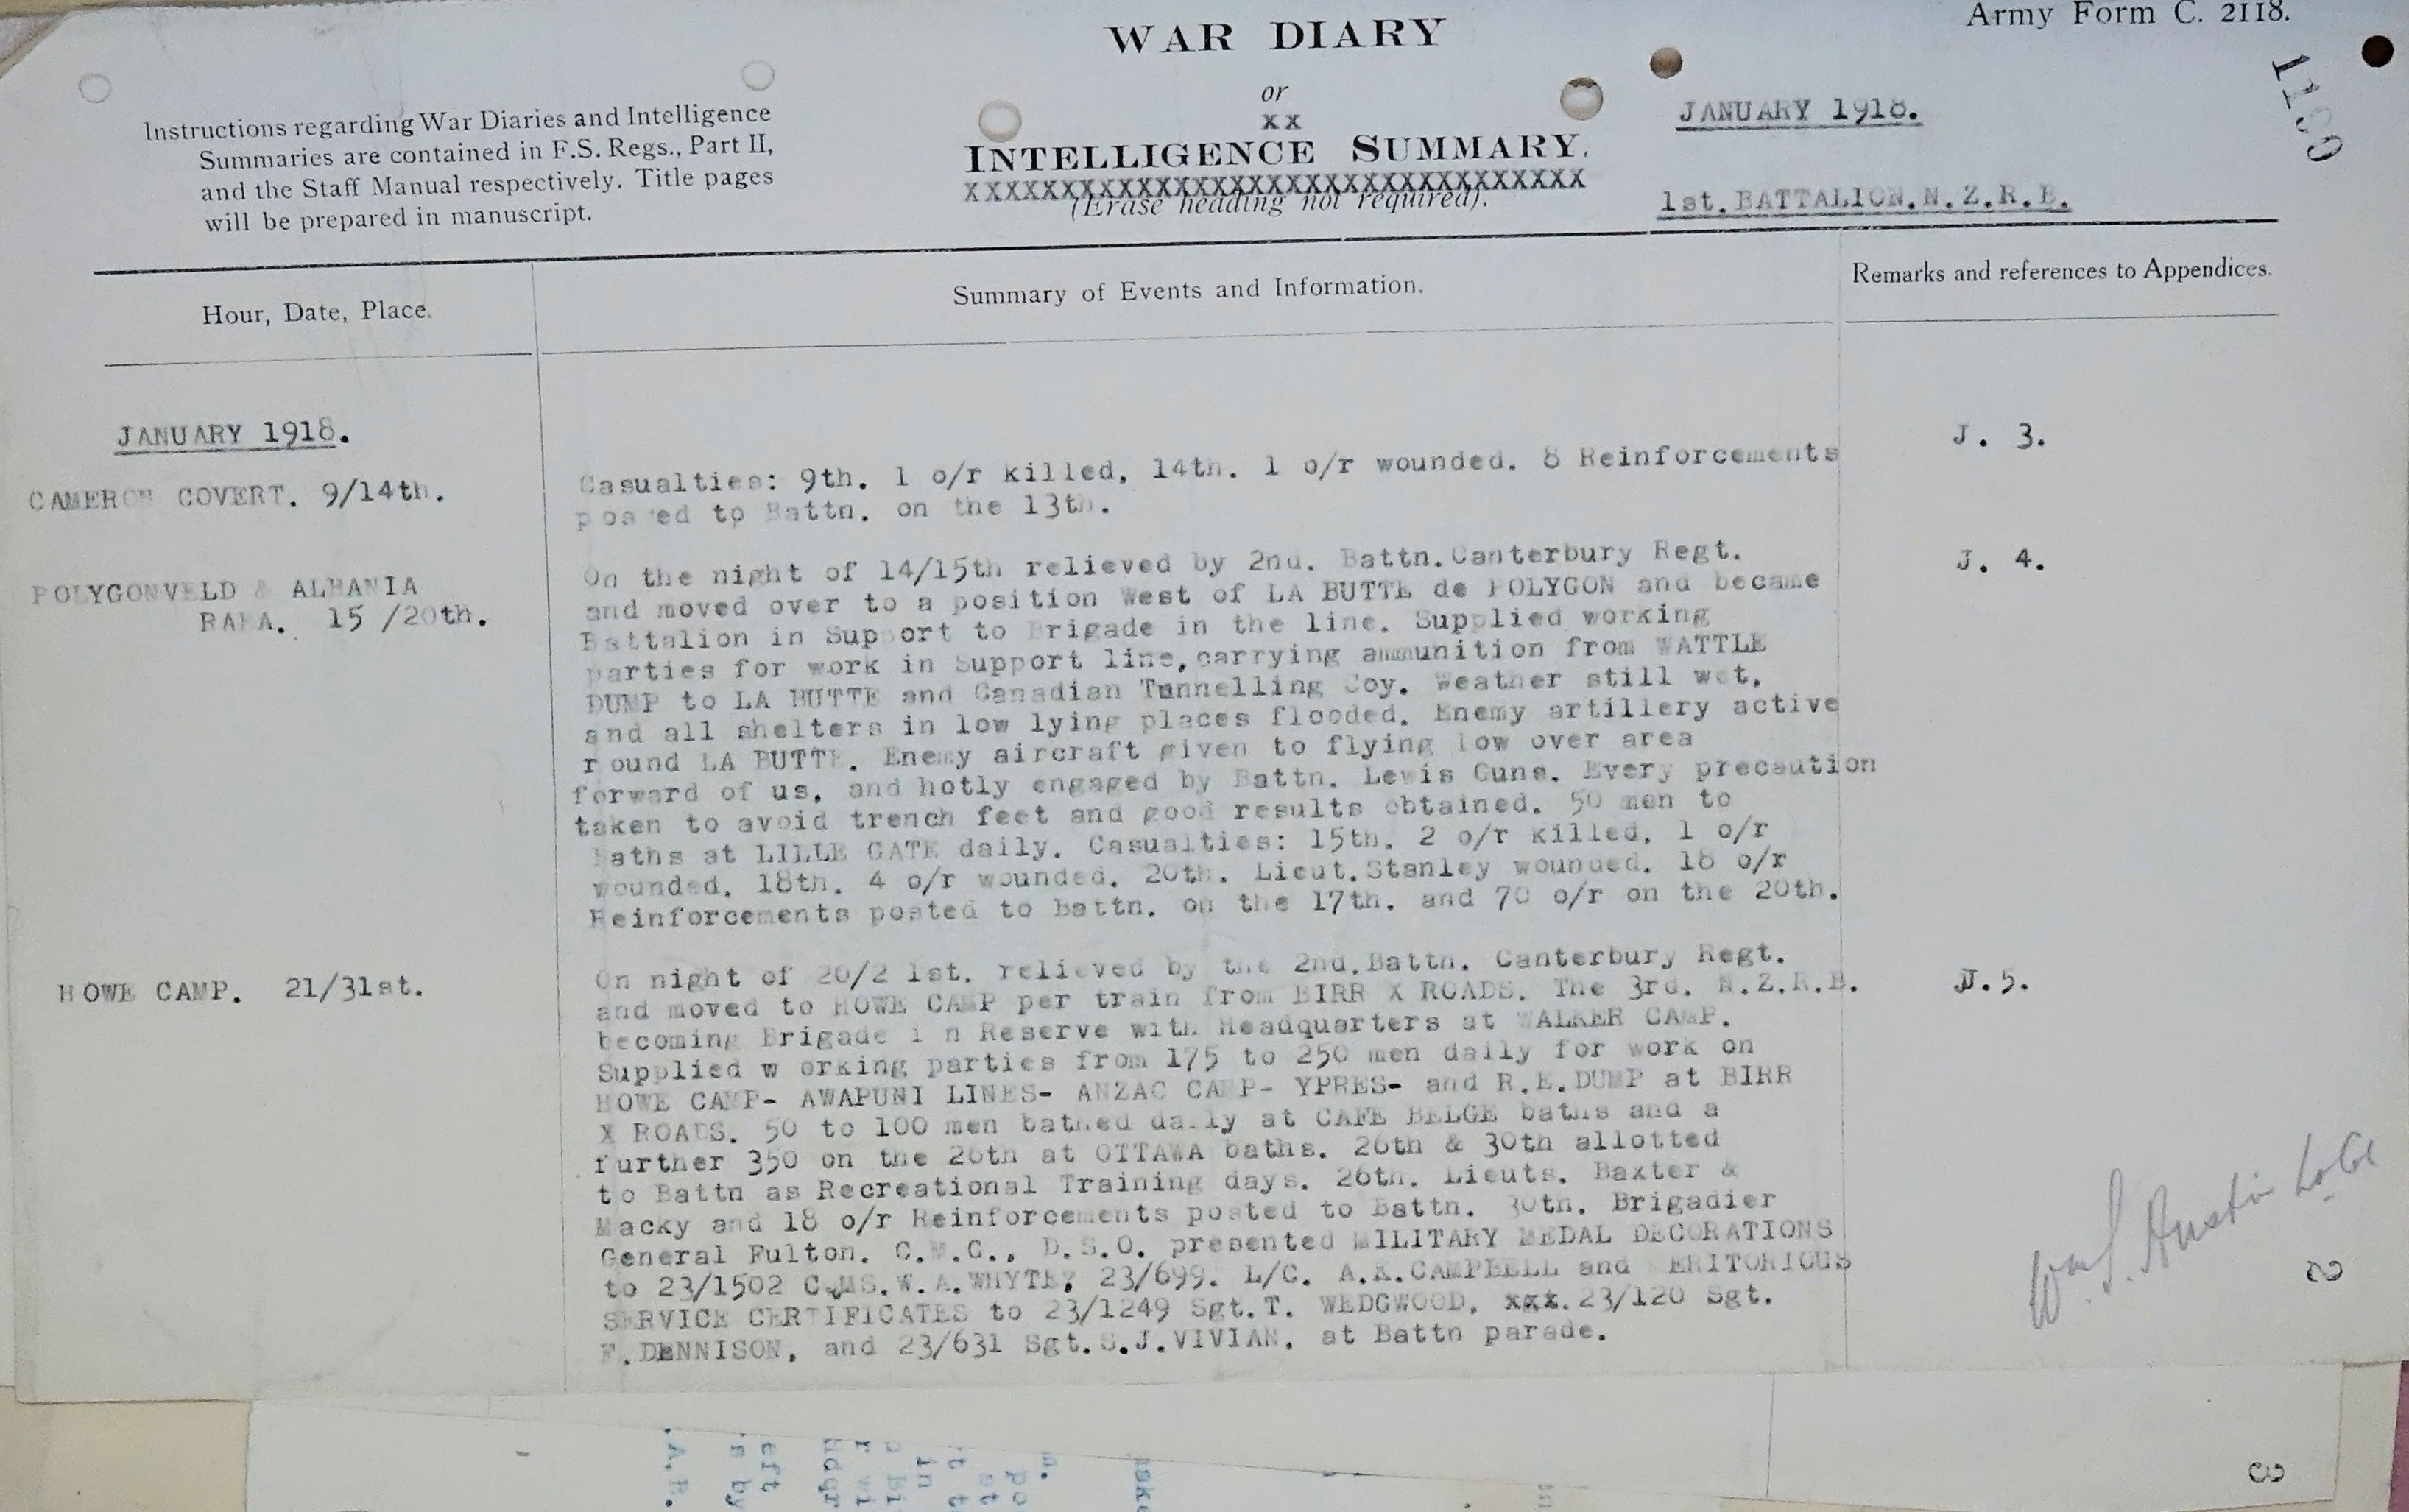 WAR DIARY
or
XX
INTELLIGENCE SUMMARY.
XXXXXXXXXXXXXXXXXXXXXXXXXXXXXXXX
(Erase heading not required).
Army Form C. 2118.
Instructions regarding War Diaries and Intelligence
Summaries are contained in F.S. Regs., Part II,
and the Staff Manual respectively. Title pages
will be prepared in manuscript.
JANUARY 1918.
1st.BATTALION.N.Z.R.B.
Hour, Date, Place.
Summary of Events and Information.
Remarks and references to Appendices.
JANUARY 1918.
CAMERON COVERT. 9/14th.
Casualties: 9th. 1 o/r killed, 14th. 1 o/r wounded. 8 Reinforcements
posted to Battn. on the 13th.
J. 3.
POLYGONVELD & ALBANIA
15 /20th.
On the night of 14/15th relieved by 2nd. Battn.Canterbury Regt.
and moved over to a position West of LA BUTTE de POLYGON and became
Battalion in Support to Brigade in the line. Supplied working
parties for work in Support line,carrying ammunition from WATTLE
DUMP to LA BUTTE and Canadian Tunnelling Coy. Weather still wet,
and all shelters in low lying places flooded. Enemy artillery active
r ound LA BUTTE. Enemy aircraft given to flying low over area
forward of us, and hotly engaged by Battn. Lewis Guns. Every precaution
taken to avoid trench feet and good results obtained. 50 men to
baths at LILLE GATE daily. Casualties: 15th. 2 o/r killed, 1 o/r
wounded. 18th. 4 o/r wounded. 20th. Lieut.Stanley wounded. 18 o/r
Reinforcements posted to battn. on the 17th. and 70 o/r on the 20th.
J. 4.
HOWE CAMP. 21/31st.
On night of 20/2 1st. relieved by the 2nd.Battn. Canterbury Regt.
and moved to HOWE CAMP per train from BIRR X ROADS. The 3rd. N.Z.R.B.
becoming Brigade i n Reserve with Headquarters at WALKER CAMP.
Supplied w orking parties from 175 to 250 men daily for work on
HOWE CAMP- AWAPUNI LINES- ANZAC CAMP- YPRES- and R.E.DUMP at BIRR
X ROADS. 50 to 100 men bathed daily at CAFE BELGE baths and a
further 350 on the 26th at OTTAWA baths. 26th & 30th allotted
to Battn as Recreational Training days. 26th. Lieuts. Baxter &
Macky and 18 o/r Reinforcements posted to Battn. 30th. Brigadier
General Fulton. C.M.G., D.S.O. presented MILITARY MEDAL DECORATIONS
to 23/1502 C.MS.W.A.WHYTE, 23/699. L/C. A.K.CAMPBELL and MERITORIOUS
SERVICE CERTIFICATES to 23/1249 Sgt.T. WEDGWOOD, xxx.23/120 Sgt.
F.DENNISON, and 23/631 Sgt.S.J.VIVIAN, at Battn parade.
J.5.
Wm S. Austin
2
3